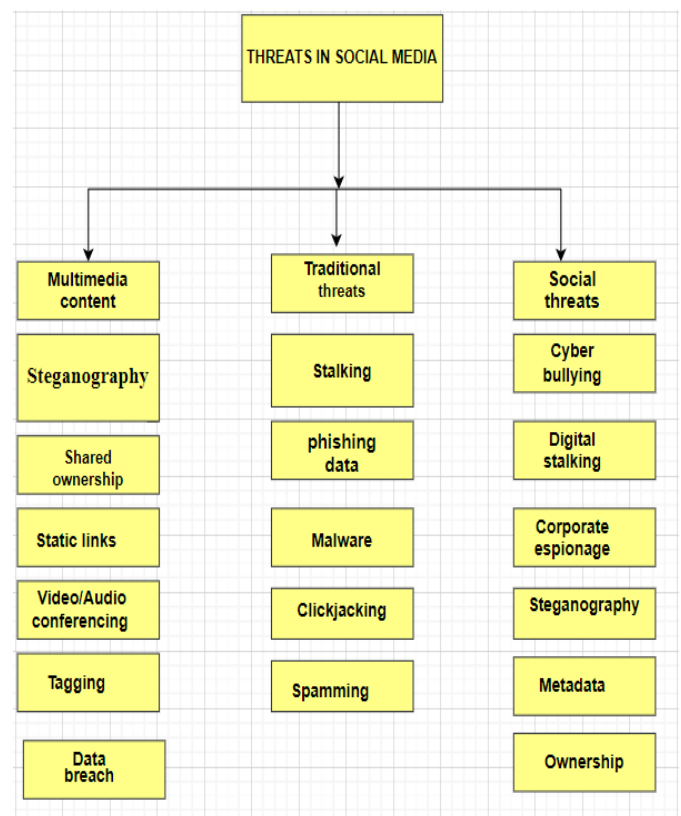 THREATS IN SOCIAL MEDIA
Multimedia
content
Steganography
Shared
ownership
Static links
Video/Audio
conferencing
Tagging
Data
breach
Traditional
threats
Stalking
phishing
data
Malware
Clickjacking
Spamming
Social
threats
Cyber
bullying
Digital
stalking
Corporate
espionage
Steganography
Metadata
Ownership